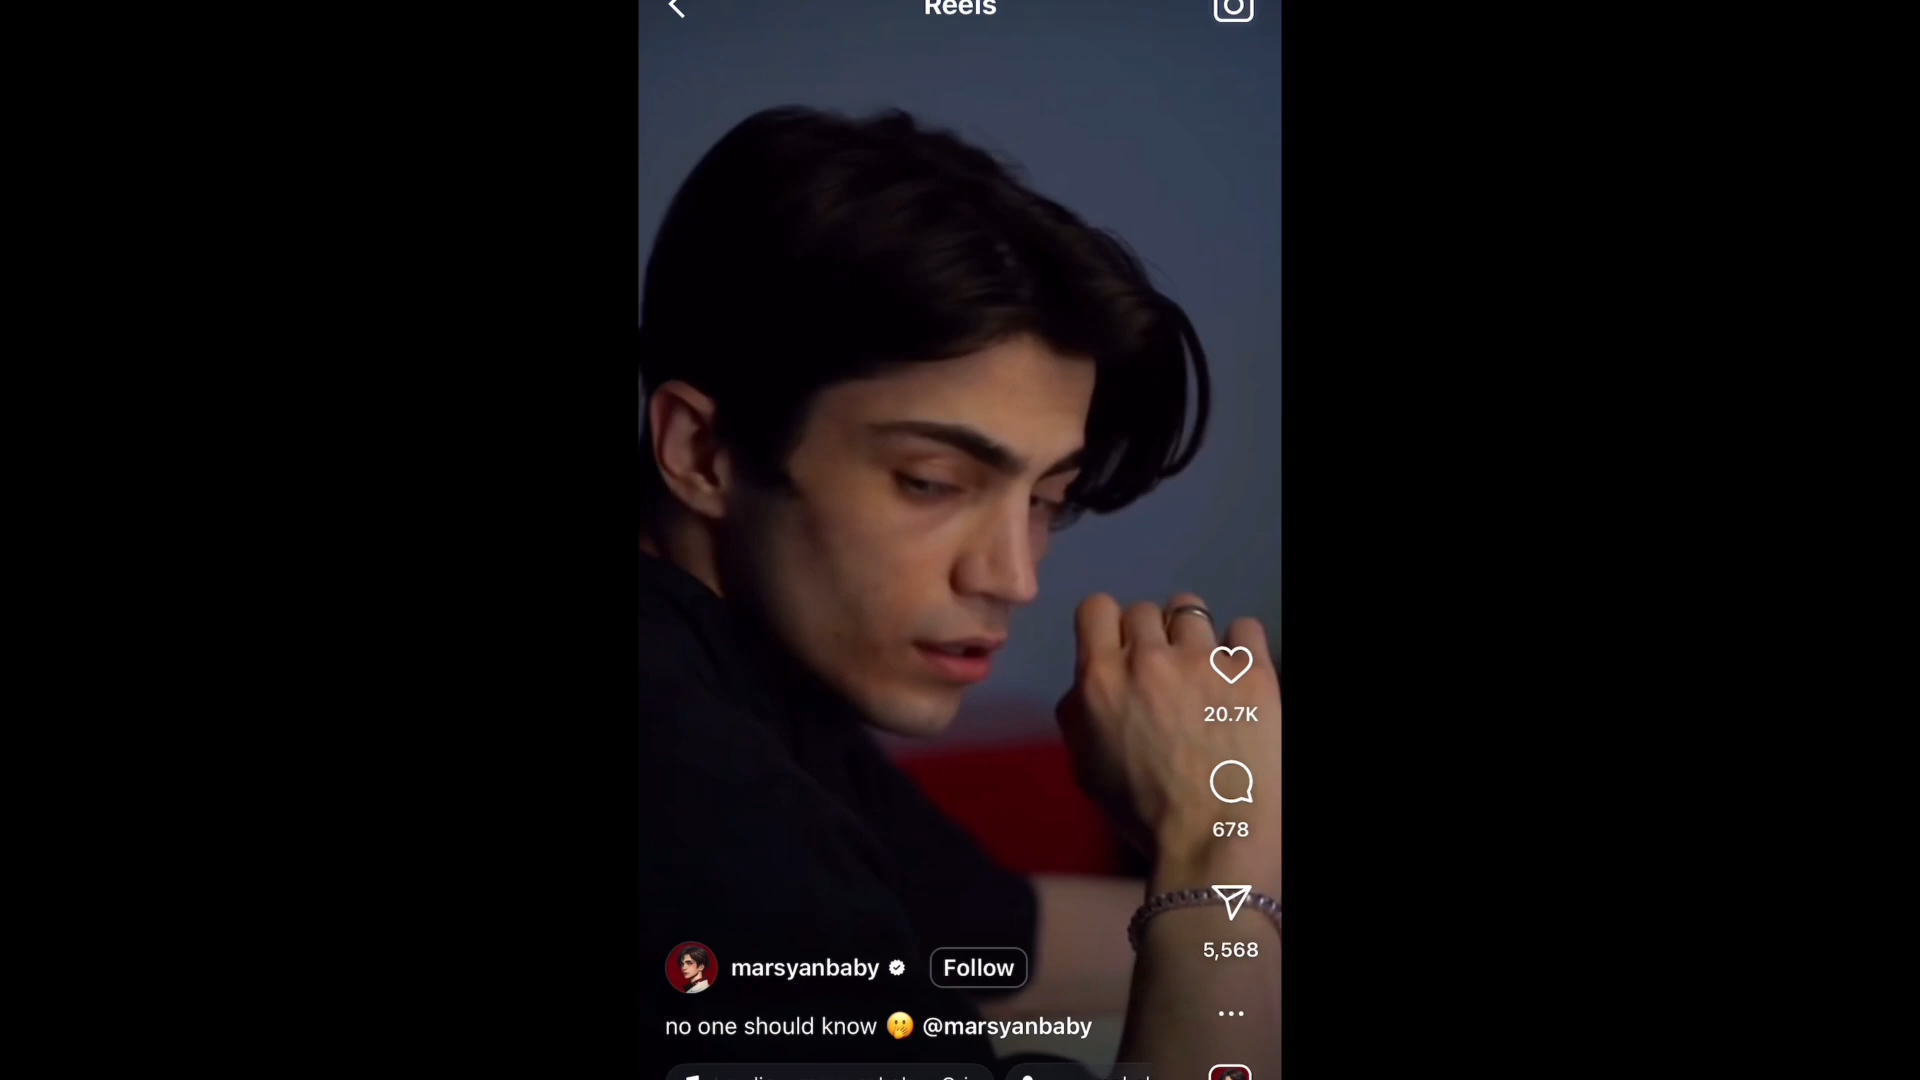 Reels
20.7K
678
5,568
marsyanbaby Follow
no one should know 🤭 @marsyanbaby